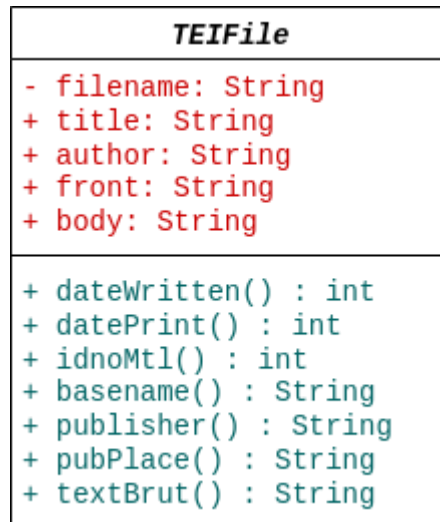 TEIFile
- filename: String
+ title: String
+ author: String
+ front: String
+ body: String
+ dateWritten() : int
+ datePrint() : int
+ idnoMtl() : int
+ basename() : String
+ publisher() : String
+ pubPlace() : String
+ textBrut() : String